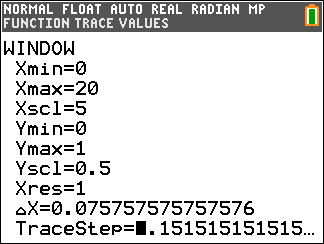 NORMAL FLOAT AUTO REAL RADIAN MP
FUNCTION TRACE VALUES
WINDOW
Xmin=0
Xmax=20
Xscl=5
Ymin=0
Ymax=1
Yscl=0.5
Xres=1
△X=0.075757575757576
TraceStep=█.151515151515…